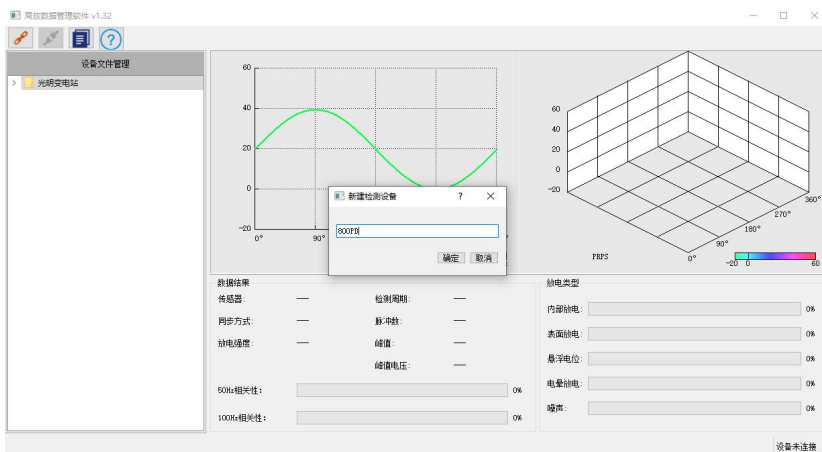 局放数据管理软件 v1.32
设备文件管理
光明变电站
60
40
20
0
-20
0°
90°
60
40
20
0
-20
360°
270°
180°
90°
0°
PRPS
-20 0 60
新建检测设备
800PD
确定 取消
数据结果
传感器: — 检测周期: —
同步方式: — 脉冲数: —
放电强度: — 峰值: —
峰值电压: —
50Hz相关性: 0%
100Hz相关性: 0%
放电类型
内部放电: 0%
表面放电: 0%
悬浮电位: 0%
电晕放电: 0%
噪声: 0%
设备未连接